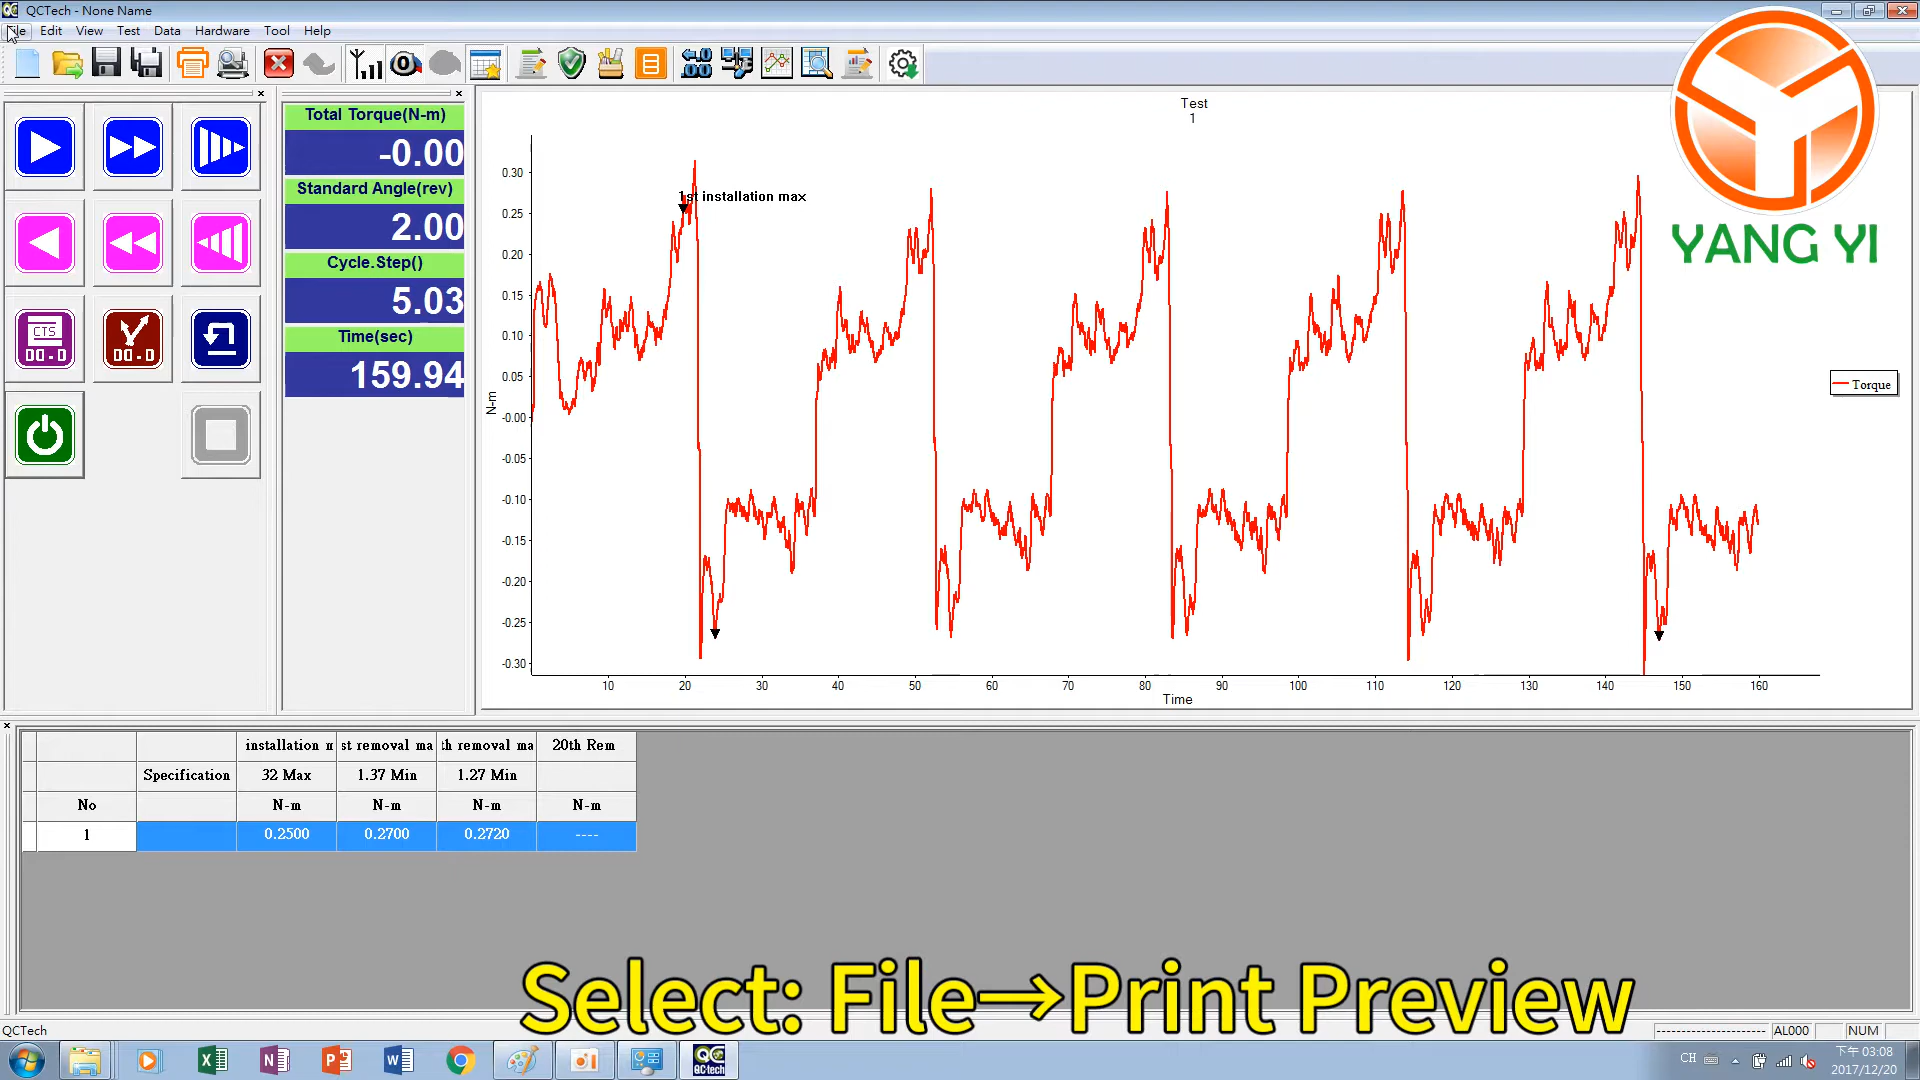 QCTech - None Name
File Edit View Test Data Hardware Tool Help
Total Torque(N-m)
-0.00
Standard Angle(rev)
2.00
Cycle.Step()
5.03
Time(sec)
159.94
CTS
DO-D
DO-D
Test
1
1st installation max
0.30
0.25
0.20
0.15
0.10
0.05
-0.00
-0.05
-0.10
-0.15
-0.20
-0.25
-0.30
N-m
10 20 30 40 50 60 70 80 90 100 110 120 130 140 150 160
Time
Torque
YANG YI
installation m st removal ma th removal ma 20th Rem
Specification 32 Max 1.37 Min 1.27 Min
No N-m N-m N-m N-m
1 0.2500 0.2700 0.2720 ----
Select: File→Print Preview
QCTech
AL000 NUM
QC
QCtech
CH
下午 03:08
2017/12/20